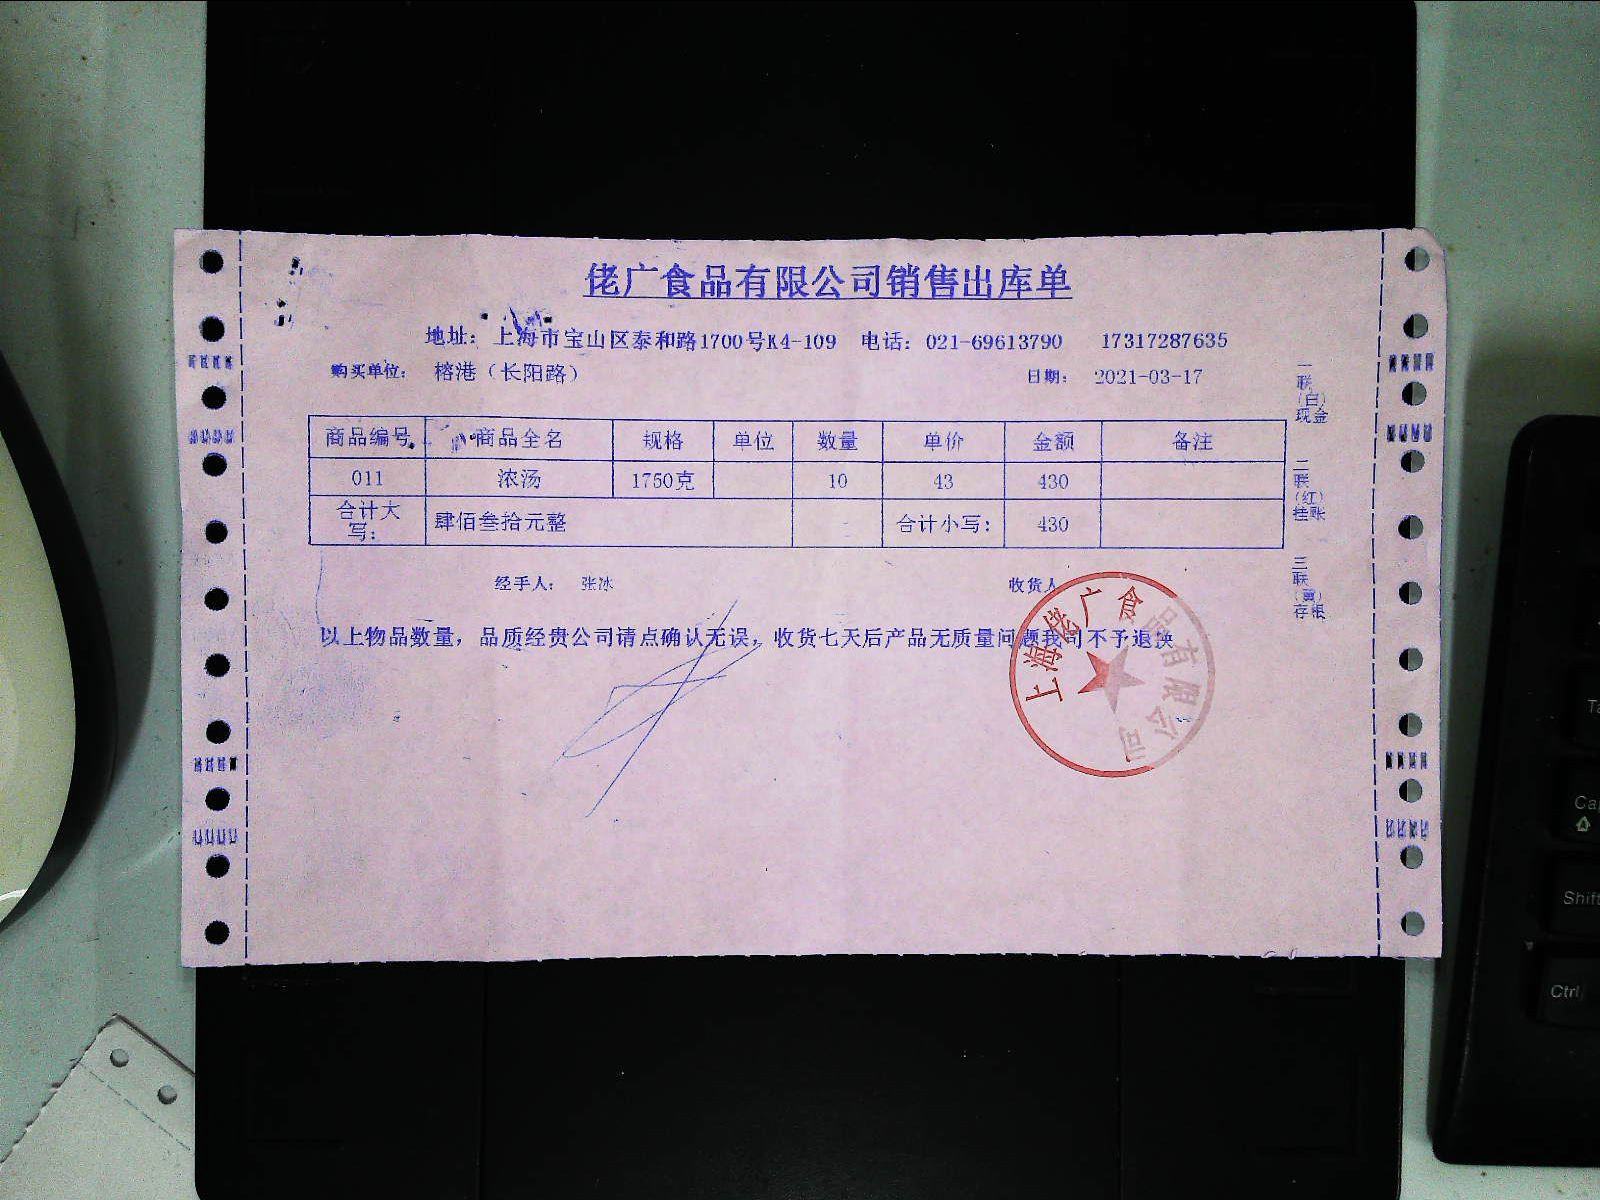 佬广食品有限公司销售出库单
地址： 上海市宝山区泰和路1700号K4-109 电话：021-69613790 17317287635
购买单位： 榕港（长阳路） 日期： 2021-03-17
商品编号 商品全名 规格 单位 数量 单价 金额 备注
011 浓汤 1750克 10 43 430
合计大写： 肆佰叁拾元整 合计小写： 430
经手人： 张冰 收货人
以上物品数量，品质经贵公司请点确认无误，收货七天后产品无质量问题我司不予退换
一联（白）现金
二联（红）挂账
三联（黄）存根
上海佬广食品有限公司
Shift
Ctrl